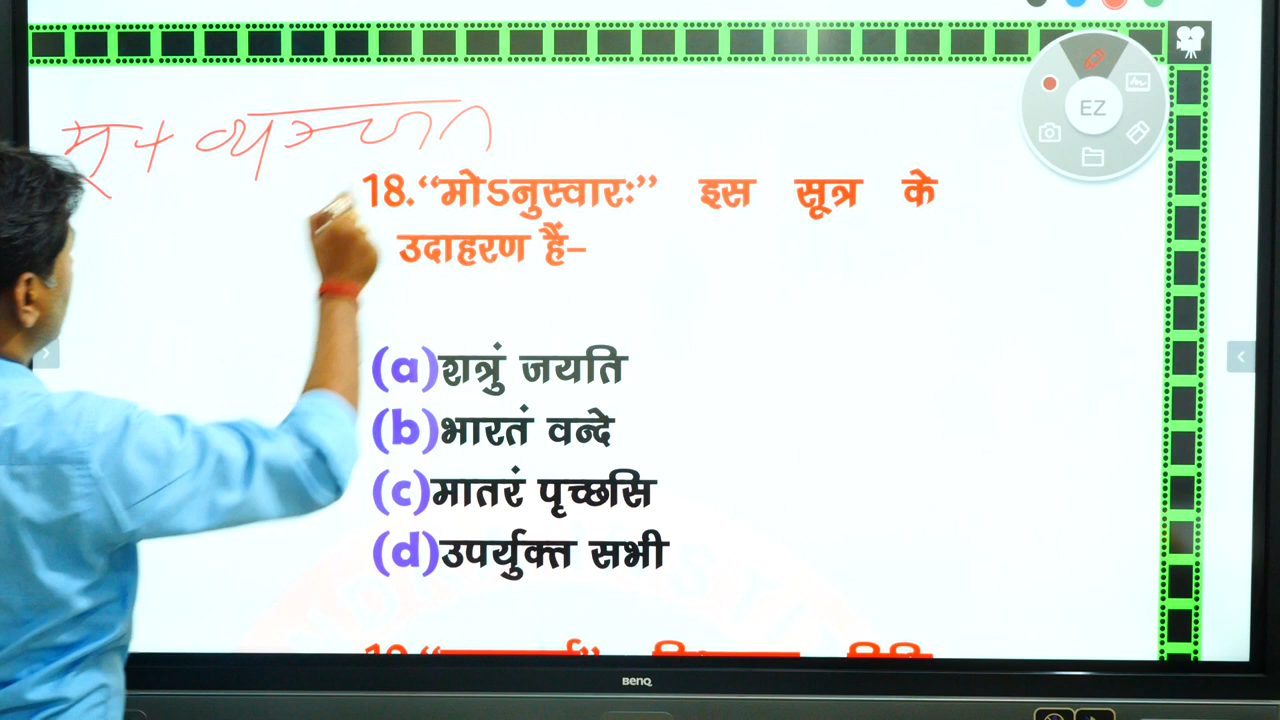 म् + व्यञ्जन
EZ
18.“मोऽनुस्वारः” इस सूत्र के
उदाहरण हैं–
(a)शत्रुं जयति
(b)भारतं वन्दे
(c)मातरं पृच्छसि
(d)उपर्युक्त सभी
BenQ